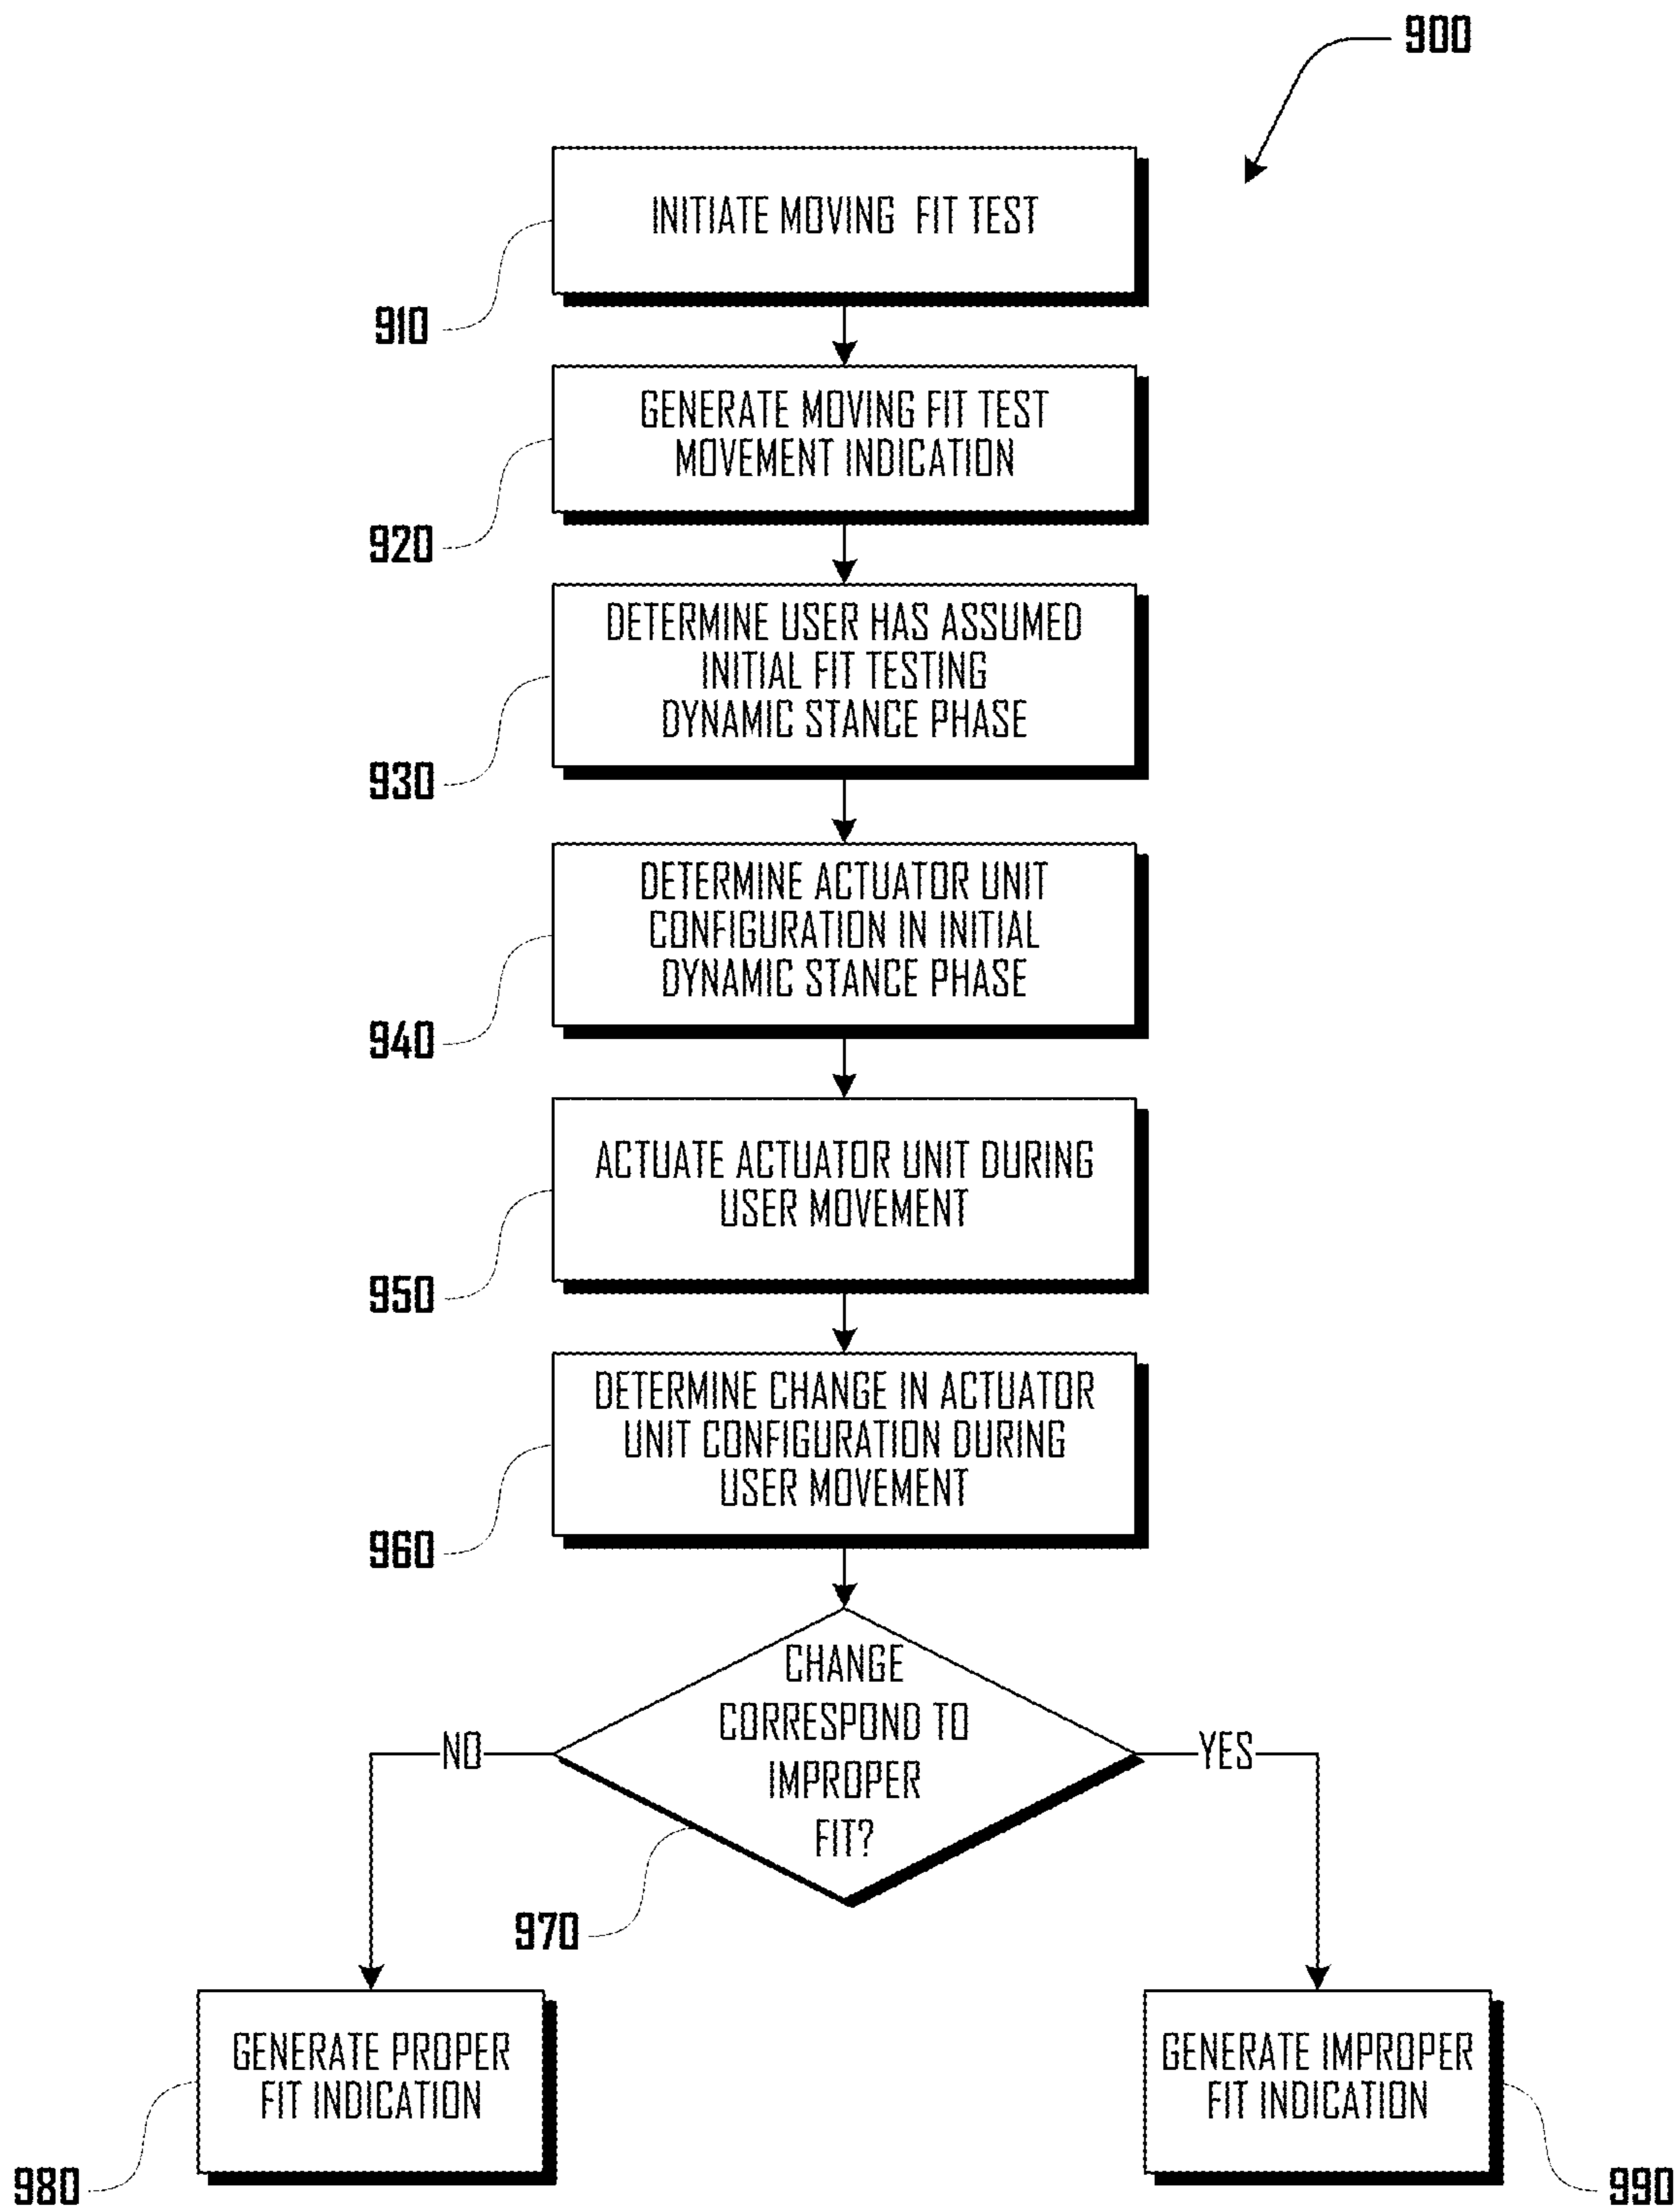 900
INITIATE MOVING FIT TEST
910
GENERATE MOVING FIT TEST
MOVEMENT INDICATION
920
DETERMINE USER HAS ASSUMED
INITIAL FIT TESTING
DYNAMIC STANCE PHASE
930
DETERMINE ACTUATOR UNIT
CONFIGURATION IN INITIAL
DYNAMIC STANCE PHASE
940
ACTUATE ACTUATOR UNIT DURING
USER MOVEMENT
950
DETERMINE CHANGE IN ACTUATOR
UNIT CONFIGURATION DURING
USER MOVEMENT
960
CHANGE
CORRESPOND TO
IMPROPER
FIT?
NO
YES
970
GENERATE PROPER
FIT INDICATION
980
GENERATE IMPROPER
FIT INDICATION
990